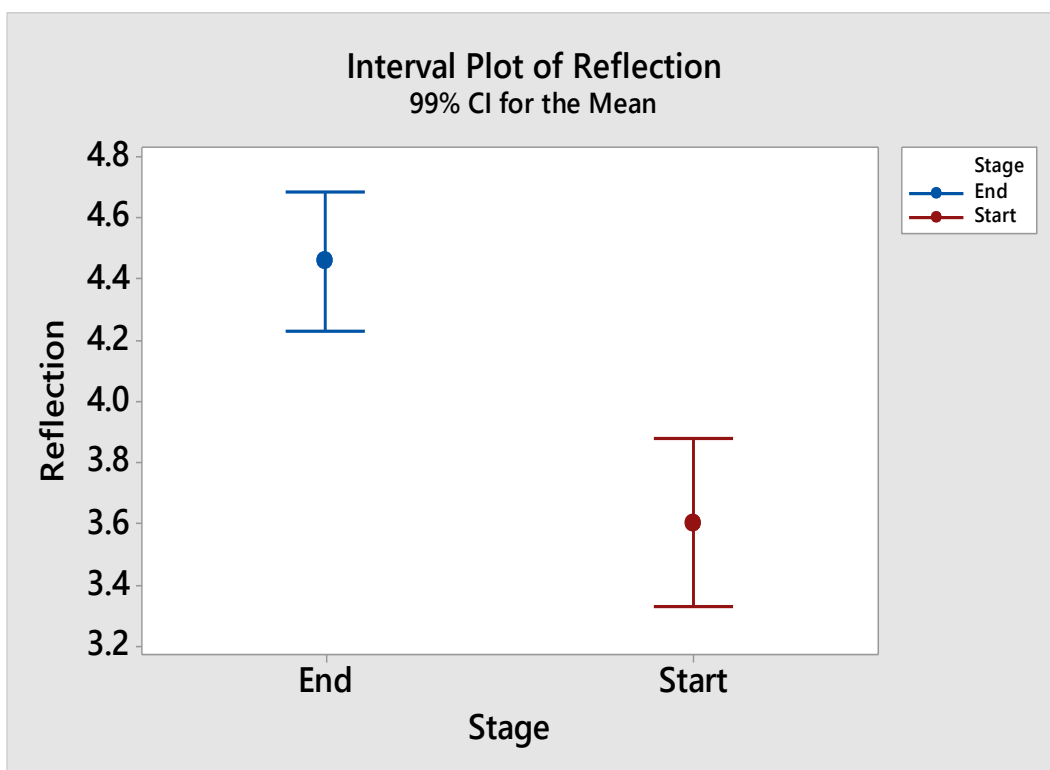 Interval Plot of Reflection
99% CI for the Mean
4.8
4.6
4.4
4.2
4.0
3.8
3.6
3.4
3.2
Reflection
End
Start
Stage
Stage
End
Start